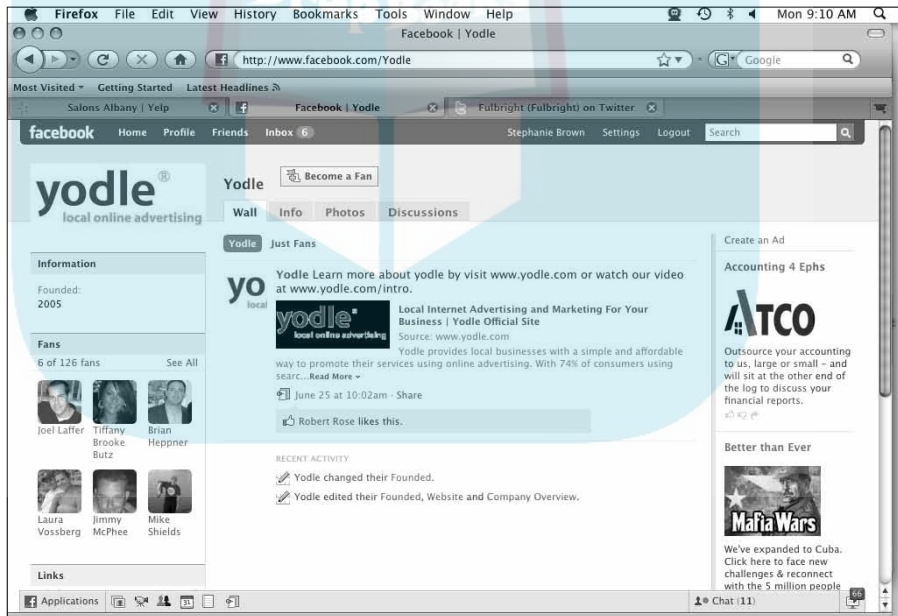 Firefox File Edit View History Bookmarks Tools Window Help Mon 9:10 AM
Facebook | Yodle
http://www.facebook.com/Yodle
G Google
Most Visited Getting Started Latest Headlines
Salons Albany | Yelp
Facebook | Yodle
Fulbright (Fulbright) on Twitter
facebook Home Profile Friends Inbox 6 Stephanie Brown Settings Logout Search
yodle®
local online advertising
Yodle
Become a Fan
Wall Info Photos Discussions
Yodle Just Fans
Information
Founded:
2005
Fans
6 of 126 fans See All
Joel Laffer
Tiffany
Brooke
Butz
Brian
Heppner
Laura
Vossberg
Jimmy
McPhee
Mike
Shields
Links
yo
local
Yodle Learn more about yodle by visit www.yodle.com or watch our video
at www.yodle.com/intro.
yodle®
local online advertising
Local Internet Advertising and Marketing For Your
Business | Yodle Official Site
Source: www.yodle.com
Yodle provides local businesses with a simple and affordable
way to promote their services using online advertising. With 74% of consumers using
searc...Read More
June 25 at 10:02am · Share
Robert Rose likes this.
RECENT ACTIVITY
Yodle changed their Founded.
Yodle edited their Founded, Website and Company Overview.
Create an Ad
Accounting 4 Ephs
ATCO
Outsource your accounting
to us, large or small – and
will sit at the other end of
the log to discuss your
financial reports.
Better than Ever
Mafia Wars
We've expanded to Cuba.
Click here to face new
challenges & reconnect
with the 5 million people
Applications
31
Chat (11)
66